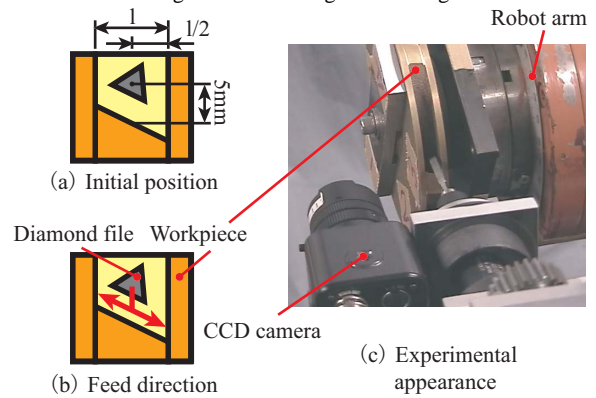 l
l/2
5mm
(a) Initial position
Robot arm
Diamond file
Workpiece
CCD camera
(b) Feed direction
(c) Experimental
appearance